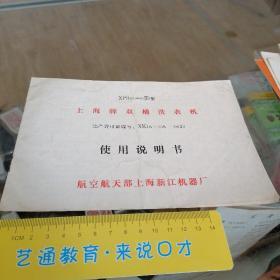 上海牌双桶洗衣机
使用说明书
航空航天部上海新江机器厂
艺通教育·来说口才